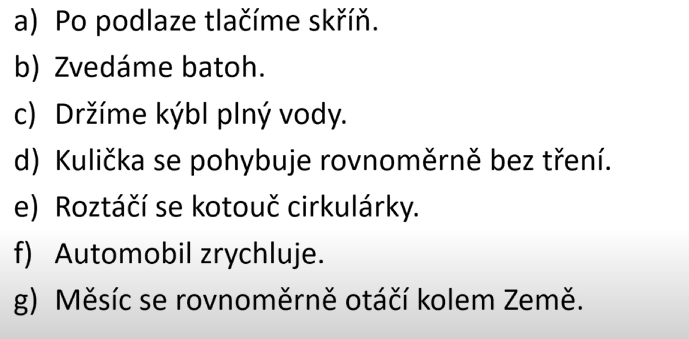 a) Po podlaze tlačíme skříň.
b) Zvedáme batoh.
c) Držíme kýbl plný vody.
d) Kulička se pohybuje rovnoměrně bez tření.
e) Roztáčí se kotouč cirkulárky.
f) Automobil zrychluje.
g) Měsíc se rovnoměrně otáčí kolem Země.